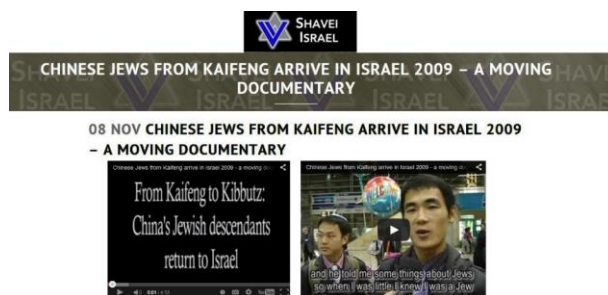 SHAVEI
ISRAEL
CHINESE JEWS FROM KAIFENG ARRIVE IN ISRAEL 2009 – A MOVING
DOCUMENTARY
08 NOV CHINESE JEWS FROM KAIFENG ARRIVE IN ISRAEL 2009
– A MOVING DOCUMENTARY
Chinese Jews from Kaifeng arrive in Israel 2009 - a moving doc
From Kaifeng to Kibbutz:
China's Jewish descendants
return to Israel
Chinese Jews from Kaifeng arrive in Israel 2009 - a moving d
and he told me some things about Jews
so when I was little I knew I was a Jew